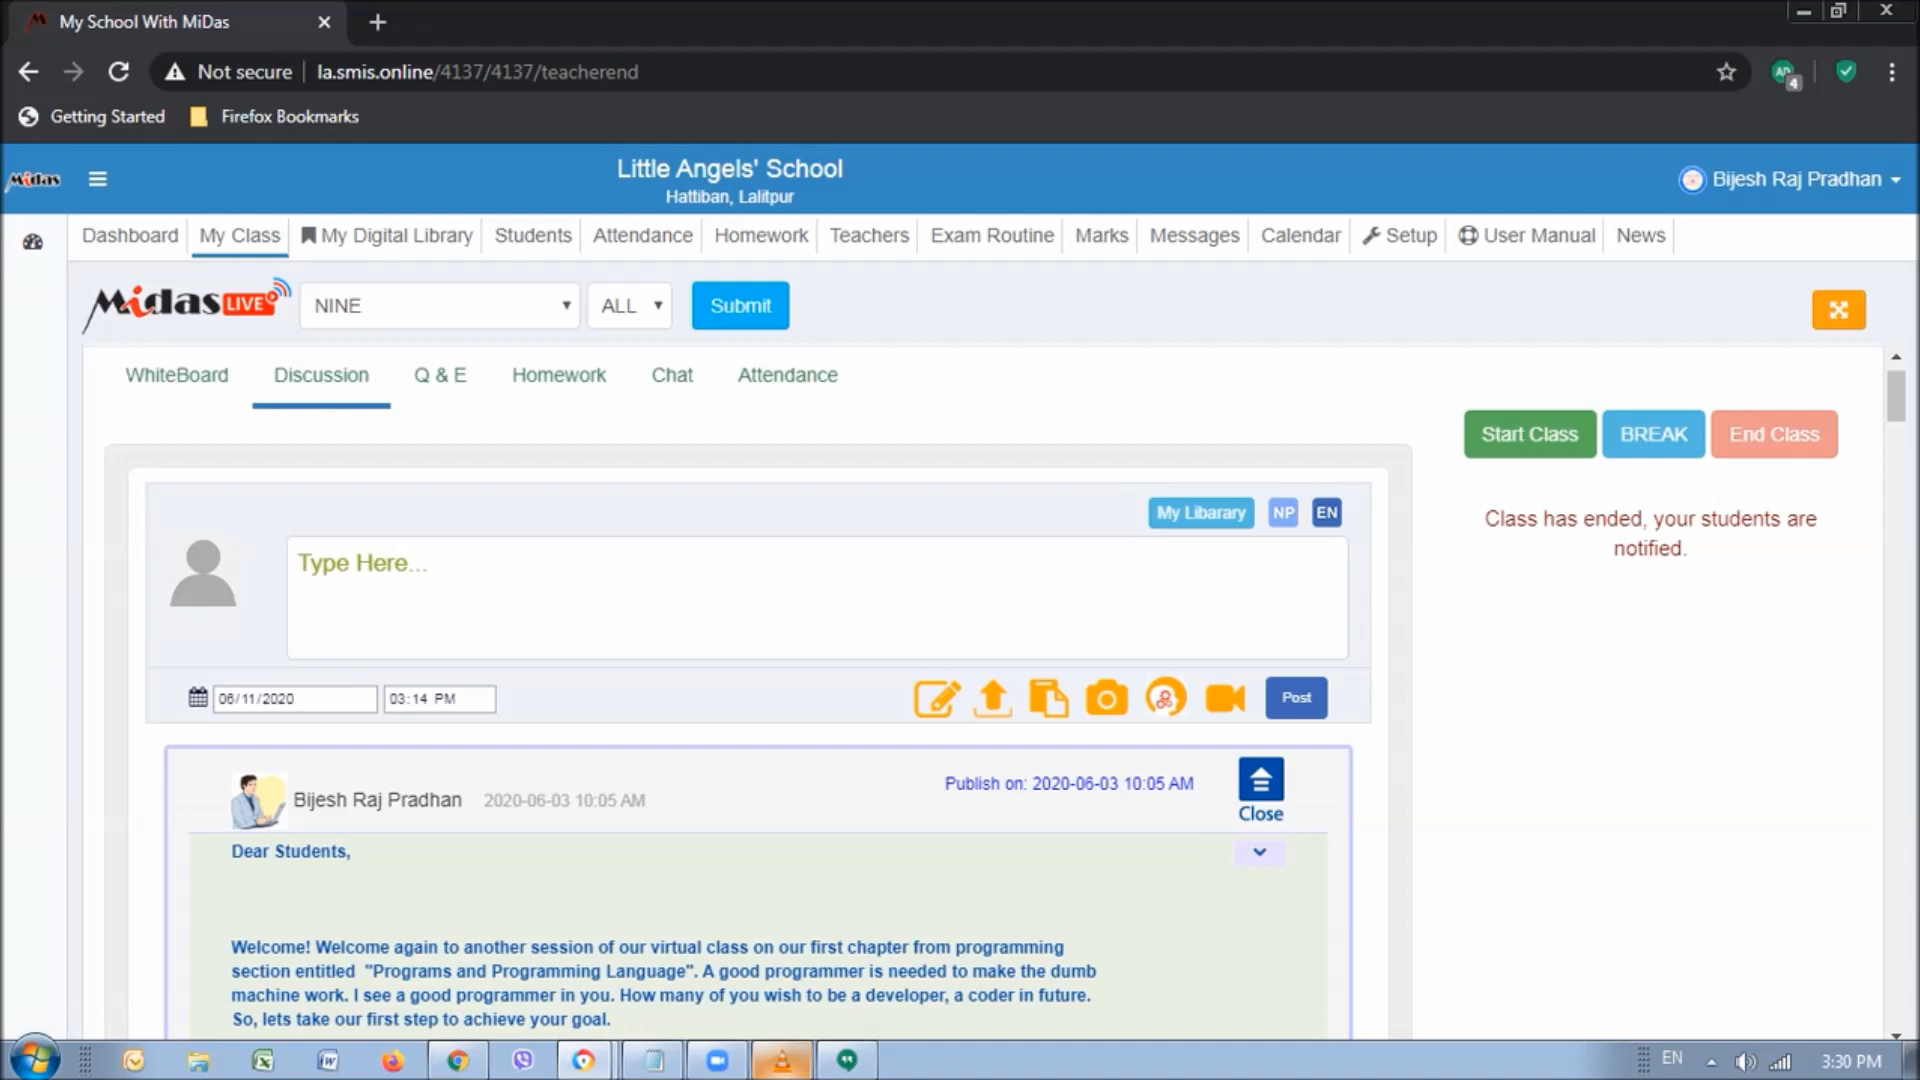 My School With MiDas
Not secure la.smis.online/4137/4137/teacherend
AD 4
Getting Started Firefox Bookmarks
Midas
Little Angels' School
Hattiban, Lalitpur
Bijesh Raj Pradhan
Dashboard My Class My Digital Library Students Attendance Homework Teachers Exam Routine Marks Messages Calendar Setup User Manual News
Midas LIVE NINE ALL Submit
WhiteBoard Discussion Q & E Homework Chat Attendance
Start Class BREAK End Class
Class has ended, your students are
notified.
My Libarary NP EN
Type Here...
06/11/2020 03:14 PM Post
Bijesh Raj Pradhan 2020-06-03 10:05 AM Publish on: 2020-06-03 10:05 AM
Close
Dear Students,
Welcome! Welcome again to another session of our virtual class on our first chapter from programming
section entitled "Programs and Programming Language". A good programmer is needed to make the dumb
machine work. I see a good programmer in you. How many of you wish to be a developer, a coder in future.
So, lets take our first step to achieve your goal.
EN 3:30 PM